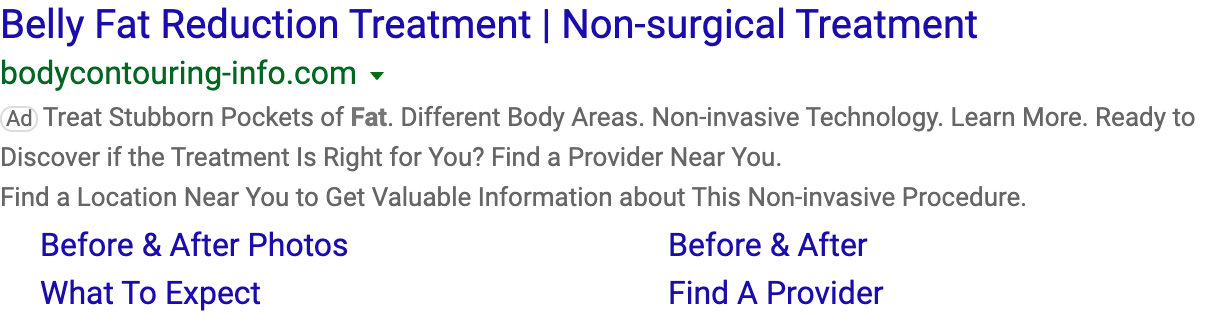 Belly Fat Reduction Treatment | Non-surgical Treatment
bodycontouring-info.com
Ad Treat Stubborn Pockets of Fat. Different Body Areas. Non-invasive Technology. Learn More. Ready to
Discover if the Treatment Is Right for You? Find a Provider Near You.
Find a Location Near You to Get Valuable Information about This Non-invasive Procedure.
Before & After Photos
Before & After
What To Expect
Find A Provider